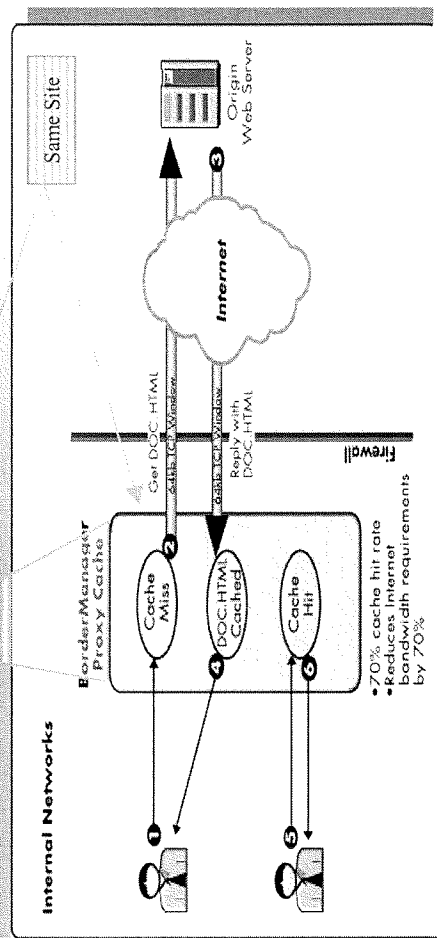 Internal Networks
BorderManager
Proxy Cache
Same Site
1
Cache
Miss
2
Get DOC.HTML
64kb TCP Window
Origin
Web Server
Internet
3
64kb TCP Window
Reply with
DOC.HTML
4
DOC.HTML
Cached
5
Cache
Hit
6
Firewall
•70% cache hit rate
•Reduces Internet
bandwidth requirements
by 70%